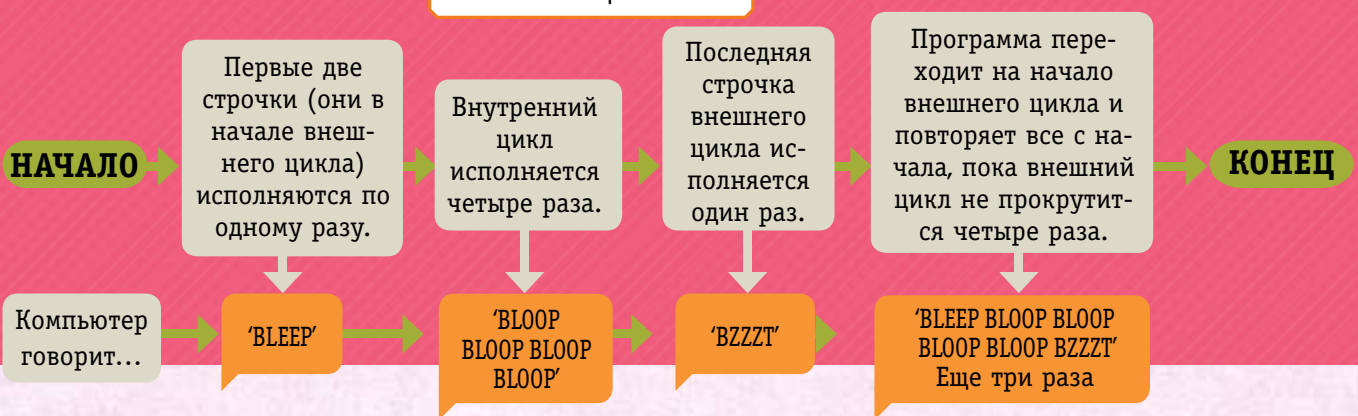 НАЧАЛО
Первые две
строчки (они в
начале внеш-
него цикла)
исполняются по
одному разу.
Внутренний
цикл
исполняется
четыре раза.
Последняя
строчка
внешнего
цикла ис-
полняется
один раз.
Программа пере-
ходит на начало
внешнего цикла и
повторяет все с на-
чала, пока внешний
цикл не прокрутит-
ся четыре раза.
КОНЕЦ
Компьютер
говорит...
‘BLEEP’
‘BLOOP
BLOOP BLOOP
BLOOP’
‘BZZZT’
‘BLEEP BLOOP BLOOP
BLOOP BLOOP BZZZT’
Еще три раза